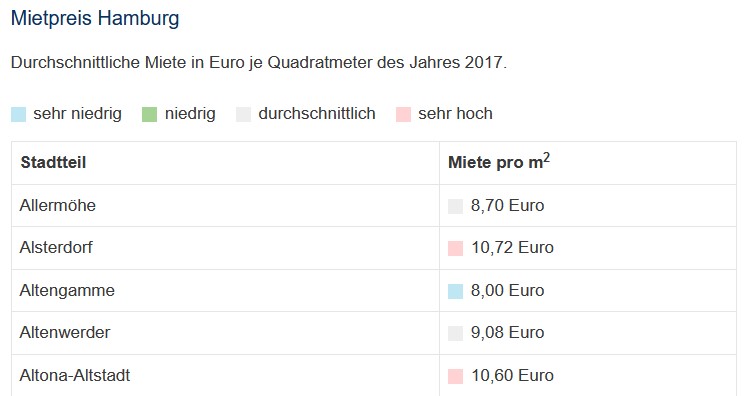 Mietpreis Hamburg
Durchschnittliche Miete in Euro je Quadratmeter des Jahres 2017.
sehr niedrig niedrig durchschnittlich sehr hoch
Stadtteil Miete pro m²
Allermöhe 8,70 Euro
Alsterdorf 10,72 Euro
Altengamme 8,00 Euro
Altenwerder 9,08 Euro
Altona-Altstadt 10,60 Euro